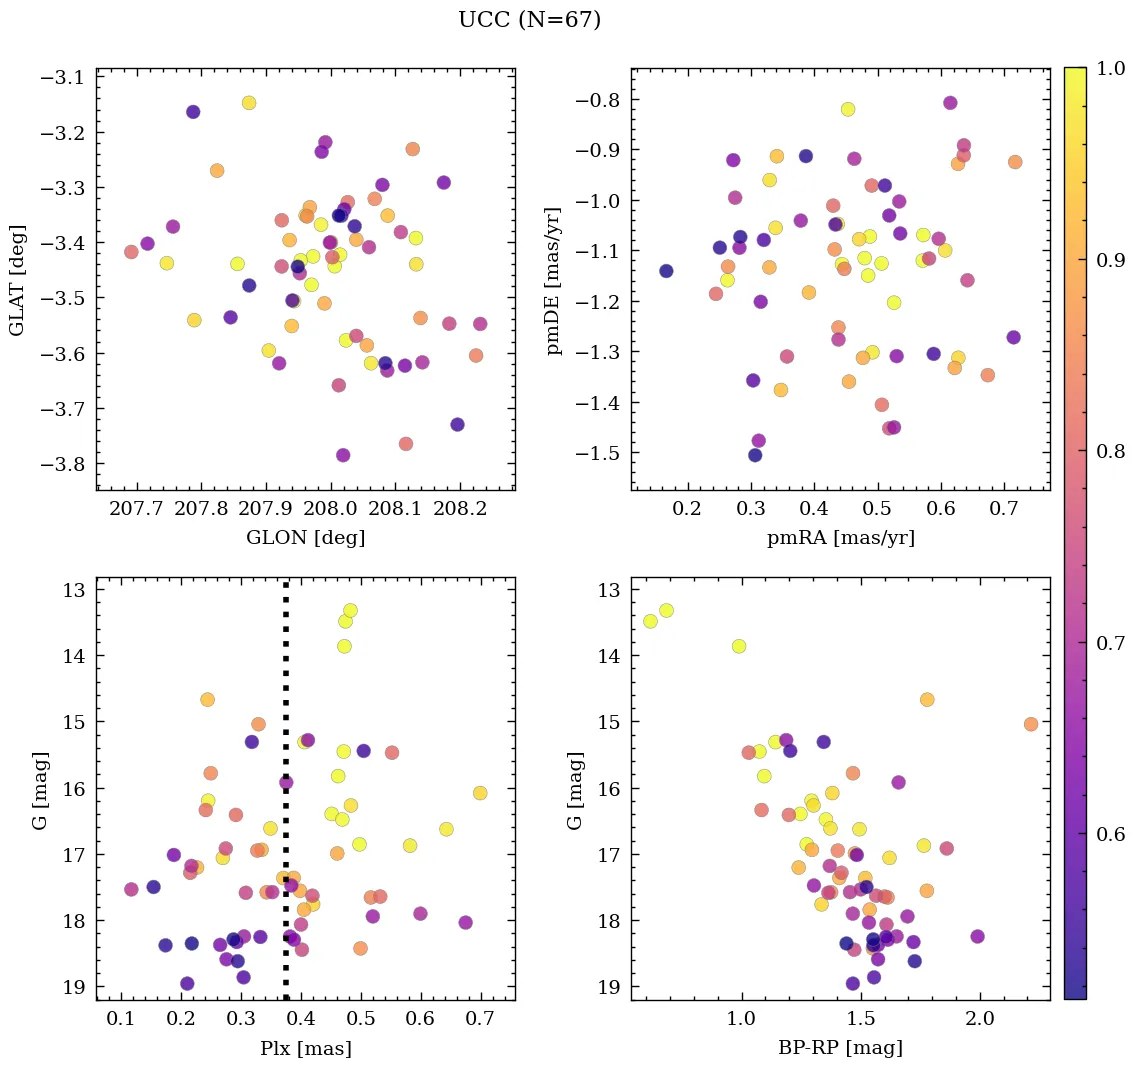 UCC (N=67)
−3.1
−3.2
−3.3
−3.4
−3.5
−3.6
−3.7
−3.8
GLAT [deg]
207.7 207.8 207.9 208.0 208.1 208.2
GLON [deg]
−0.8
−0.9
−1.0
−1.1
−1.2
−1.3
−1.4
−1.5
pmDE [mas/yr]
0.2 0.3 0.4 0.5 0.6 0.7
pmRA [mas/yr]
1.0
0.9
0.8
0.7
0.6
13
14
15
16
17
18
19
G [mag]
0.1 0.2 0.3 0.4 0.5 0.6 0.7
Plx [mas]
13
14
15
16
17
18
19
G [mag]
1.0 1.5 2.0
BP-RP [mag]